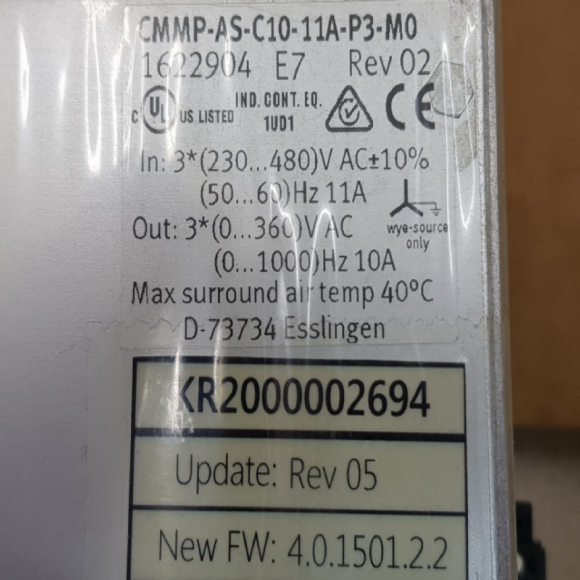 CMMP-AS-C10-11A-P3-M0
1622904 E7 Rev 02
C UL US LISTED IND. CONT. EQ. 1UD1 CE
In: 3*(230...480)V AC±10%
(50...60)Hz 11A
Out: 3*(0...360)V AC
wye-source only
(0...1000)Hz 10A
Max surround air temp 40°C
D-73734 Esslingen
KR2000002694
Update: Rev 05
New FW: 4.0.1501.2.2